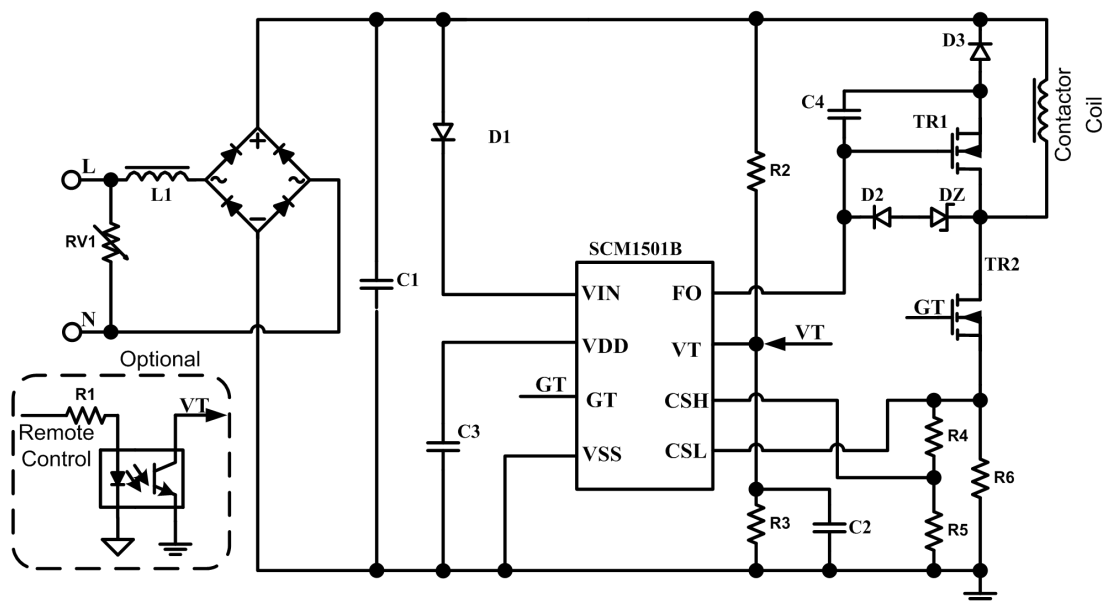 D3
C4
TR1
Contactor
Coil
D1
R2
L
L1
+
~
~
−
D2
DZ
RV1
SCM1501B
TR2
C1
VIN
FO
GT
N
VDD
VT
VT
Optional
GT
GT
CSH
R1
VT
Remote
Control
C3
VSS
CSL
R4
R6
R3
C2
R5